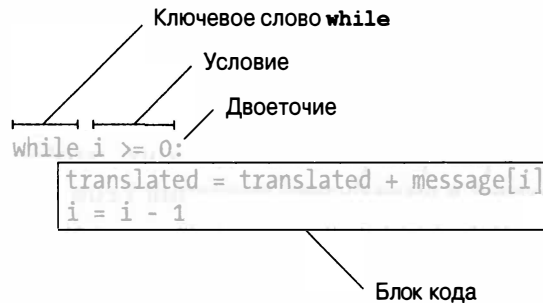 Ключевое слово while
Условие
Двоеточие
while i >= 0:
translated = translated + message[i]
i = i - 1
Блок кода